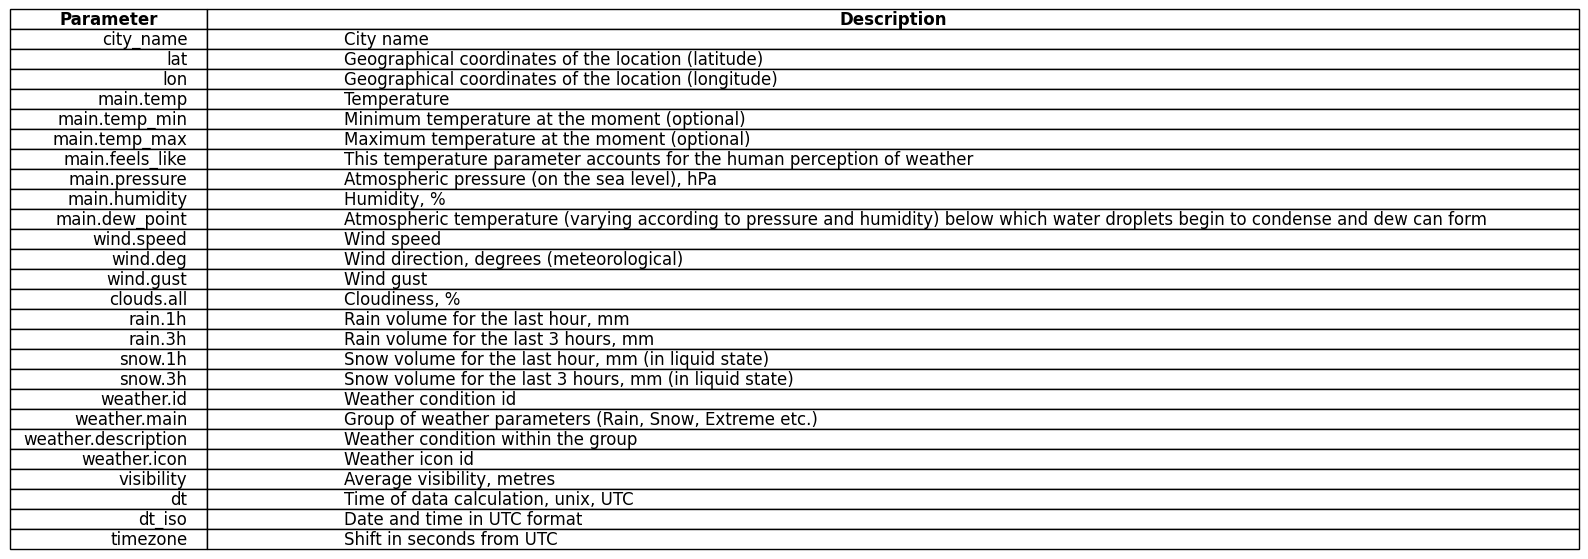 Parameter Description
city_name City name
lat Geographical coordinates of the location (latitude)
lon Geographical coordinates of the location (longitude)
main.temp Temperature
main.temp_min Minimum temperature at the moment (optional)
main.temp_max Maximum temperature at the moment (optional)
main.feels_like This temperature parameter accounts for the human perception of weather
main.pressure Atmospheric pressure (on the sea level), hPa
main.humidity Humidity, %
main.dew_point Atmospheric temperature (varying according to pressure and humidity) below which water droplets begin to condense and dew can form
wind.speed Wind speed
wind.deg Wind direction, degrees (meteorological)
wind.gust Wind gust
clouds.all Cloudiness, %
rain.1h Rain volume for the last hour, mm
rain.3h Rain volume for the last 3 hours, mm
snow.1h Snow volume for the last hour, mm (in liquid state)
snow.3h Snow volume for the last 3 hours, mm (in liquid state)
weather.id Weather condition id
weather.main Group of weather parameters (Rain, Snow, Extreme etc.)
weather.description Weather condition within the group
weather.icon Weather icon id
visibility Average visibility, metres
dt Time of data calculation, unix, UTC
dt_iso Date and time in UTC format
timezone Shift in seconds from UTC